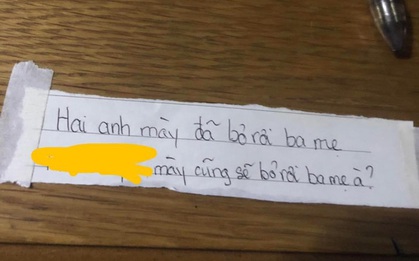 Hai anh mày đã bỏ rơi ba mẹ
mày cũng sẽ bỏ rơi ba mẹ à?